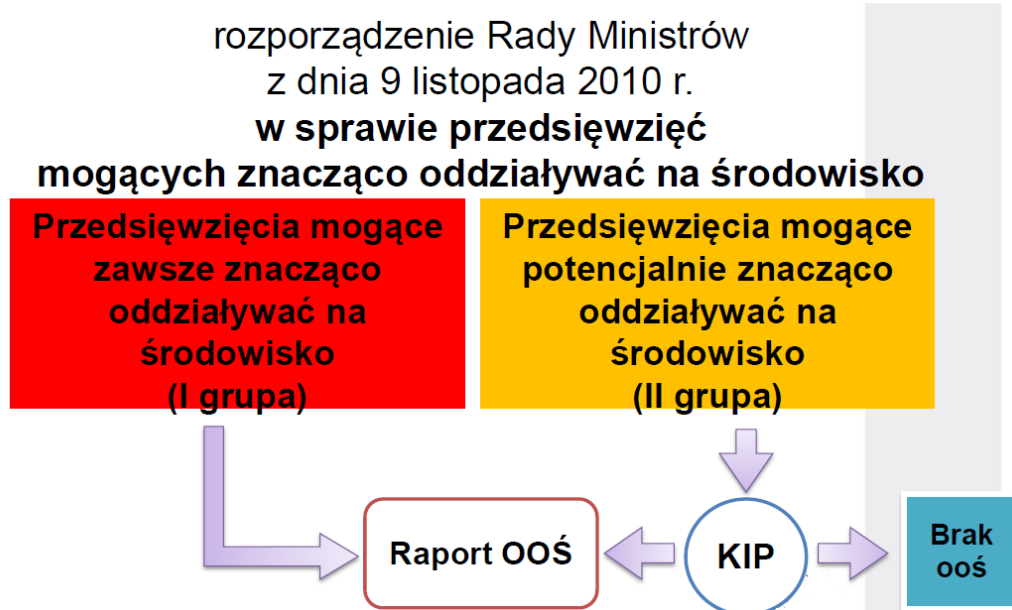 rozporządzenie Rady Ministrów
z dnia 9 listopada 2010 r.
w sprawie przedsięwzięć
mogących znacząco oddziaływać na środowisko
Przedsięwzięcia mogące
zawsze znacząco
oddziaływać na
środowisko
(I grupa)
Przedsięwzięcia mogące
potencjalnie znacząco
oddziaływać na
środowisko
(II grupa)
Raport OOŚ
KIP
Brak
ooś